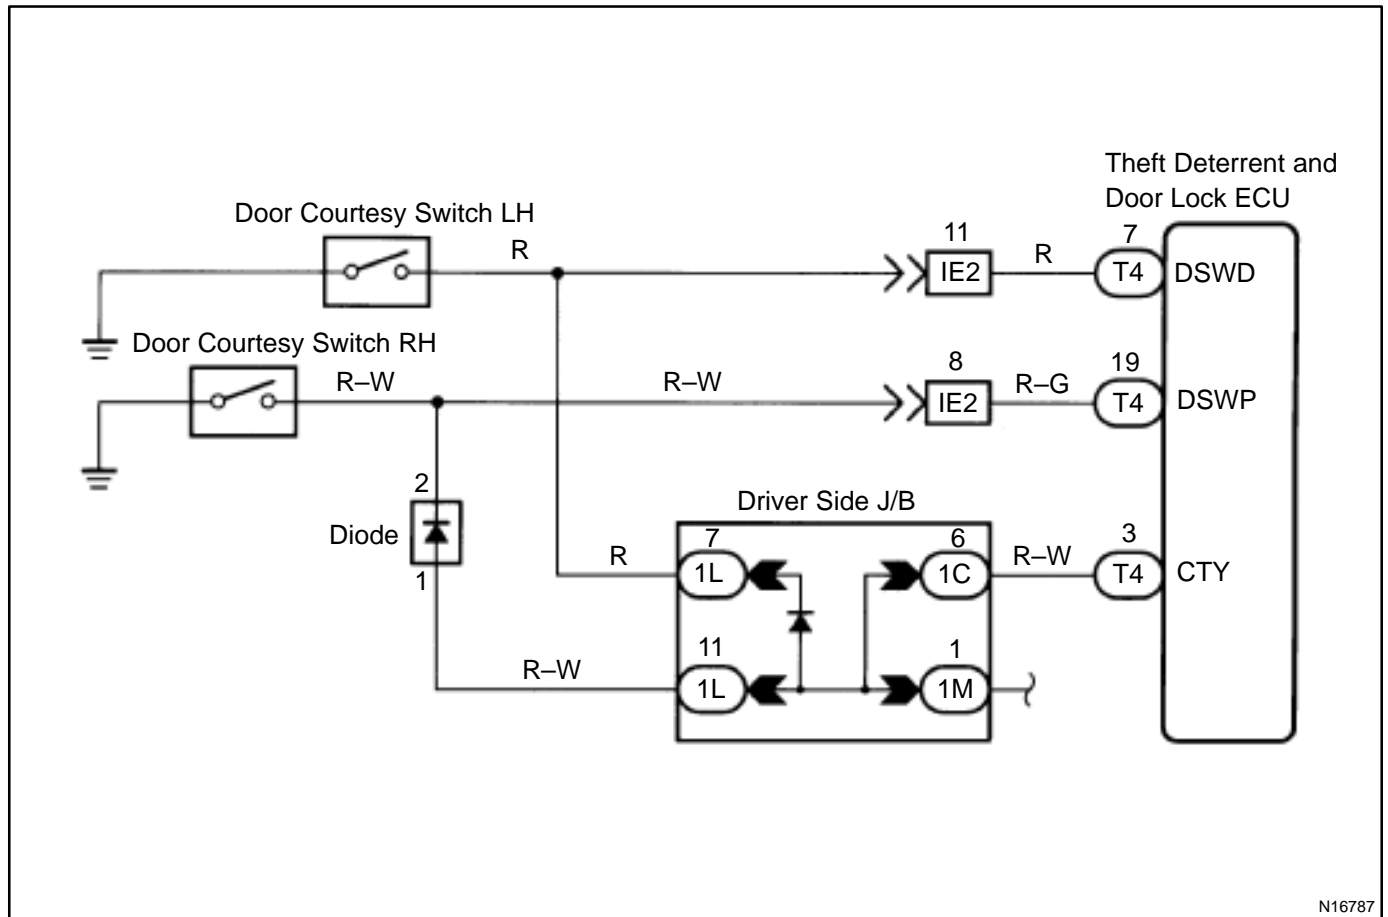 Theft Deterrent and
Door Lock ECU
Door Courtesy Switch LH
R
11
IE2
R
7
T4
DSWD
Door Courtesy Switch RH
R–W
R–W
8
IE2
R–G
19
T4
DSWP
2
Diode
1
Driver Side J/B
R
7
1L
6
1C
R–W
3
T4
CTY
R–W
11
1L
1
1M
N16787